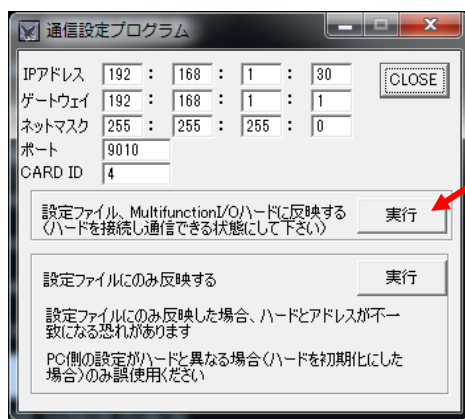 通信設定プログラム
IPアドレス 192 : 168 : 1 : 30
CLOSE
ゲートウェイ 192 : 168 : 1 : 1
ネットマスク 255 : 255 : 255 : 0
ポート 9010
CARD ID 4
設定ファイル、MultifunctionI/Oハードに反映する
(ハードを接続し通信できる状態にして下さい)
実行
設定ファイルにのみ反映する
実行
設定ファイルにのみ反映した場合、ハードとアドレスが不一
致になる恐れがあります
PC側の設定がハードと異なる場合(ハードを初期化にした
場合)のみ誤使用ください